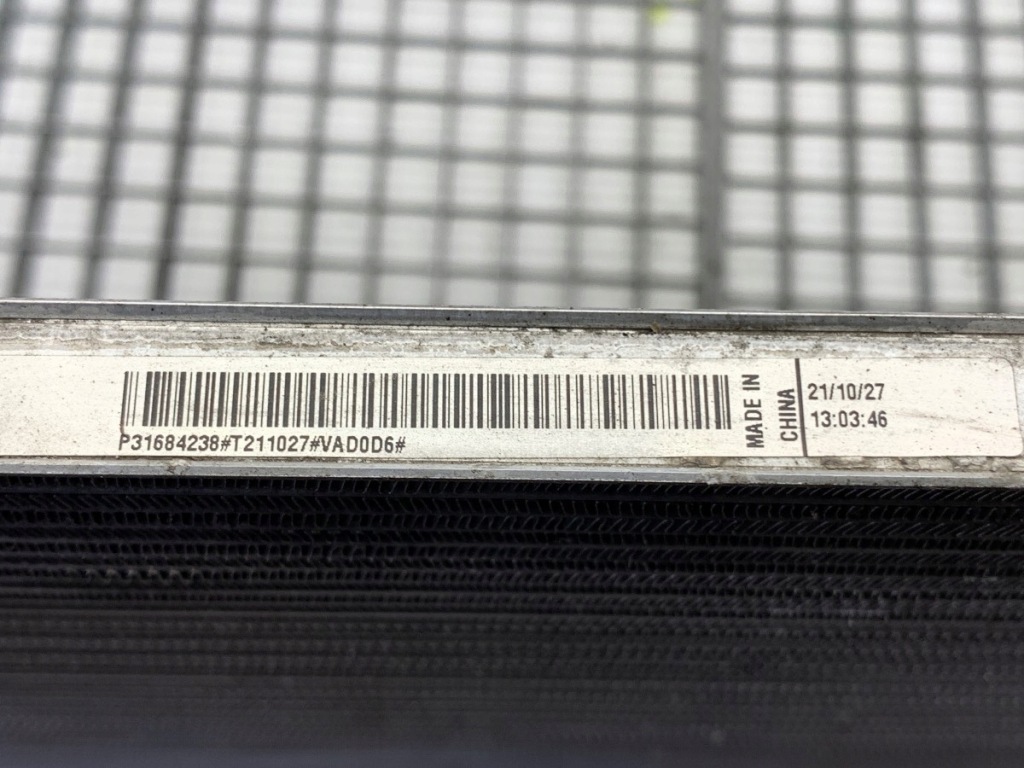 P31684238#T211027#VAD0D6#
MADE IN
CHINA
21/10/27
13:03:46